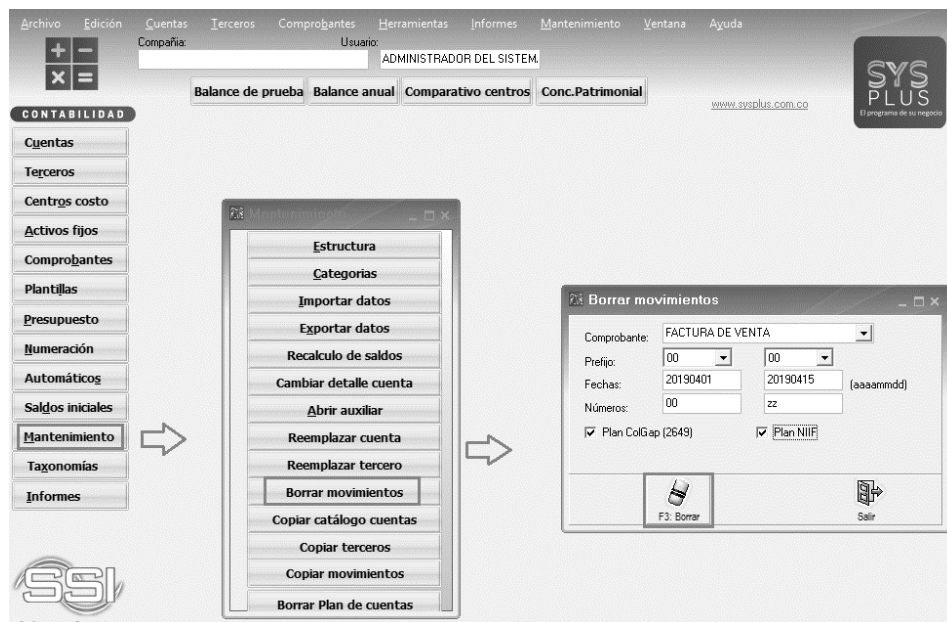 Archivo Edición Cuentas Terceros Comprobantes Herramientas Informes Mantenimiento Ventana Ayuda
Compañia: Usuario:
ADMINISTRADOR DEL SISTEM
Balance de prueba Balance anual Comparativo centros Conc.Patrimonial
www.sysplus.com.co
SYS
PLUS
El programa de su negocio
CONTABILIDAD
Cuentas
Terceros
Centros costo
Activos fijos
Comprobantes
Plantillas
Presupuesto
Numeración
Automáticos
Saldos iniciales
Mantenimiento
Taxonomías
Informes
SSI
Mantenimiento
Estructura
Categorias
Importar datos
Exportar datos
Recalculo de saldos
Cambiar detalle cuenta
Abrir auxiliar
Reemplazar cuenta
Reemplazar tercero
Borrar movimientos
Copiar catálogo cuentas
Copiar terceros
Copiar movimientos
Borrar Plan de cuentas
Borrar movimientos
Comprobante: FACTURA DE VENTA
Prefijo: 00 00
Fechas: 20190401 20190415 (aaaammdd)
Números: 00 zz
Plan ColGap (2649) Plan NIIF
F3: Borrar Salir